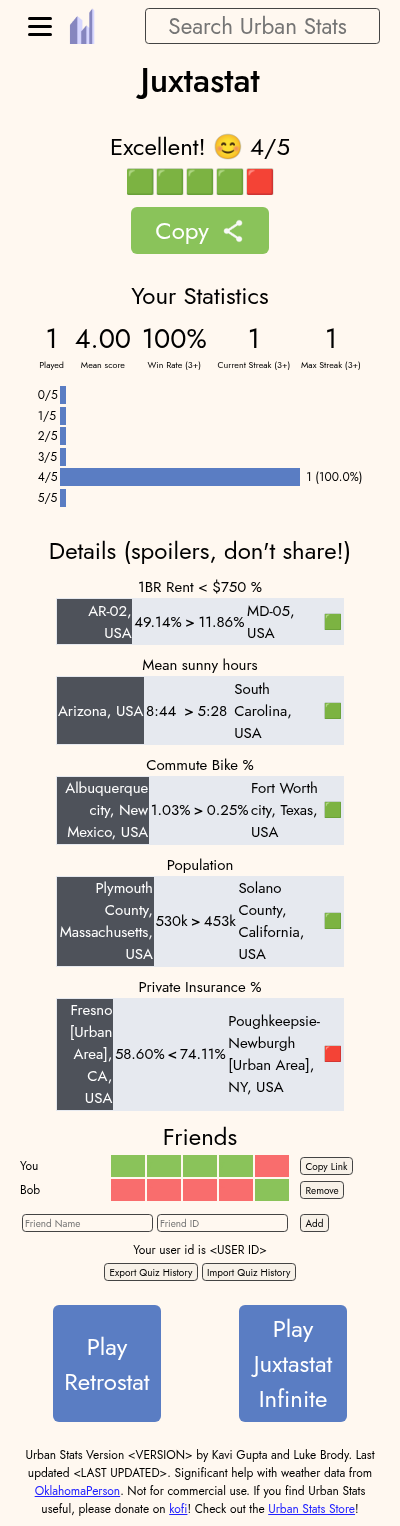 Search Urban Stats
Juxtastat
Excellent! 😊 4/5
🟩🟩🟩🟩🟥
Copy
Your Statistics
1 4.00 100% 1 1
Played Mean score Win Rate (3+) Current Streak (3+) Max Streak (3+)
0/5
1/5
2/5
3/5
4/5 1 (100.0%)
5/5
Details (spoilers, don't share!)
1BR Rent < $750 %
AR-02,
USA
49.14% > 11.86%
MD-05,
USA
🟩
Mean sunny hours
Arizona, USA
8:44 > 5:28
South
Carolina,
USA
🟩
Commute Bike %
Albuquerque
city, New
Mexico, USA
1.03% > 0.25%
Fort Worth
city, Texas,
USA
🟩
Population
Plymouth
County,
Massachusetts,
USA
530k > 453k
Solano
County,
California,
USA
🟩
Private Insurance %
Fresno
[Urban
Area],
CA,
USA
58.60% < 74.11%
Poughkeepsie-
Newburgh
[Urban Area],
NY, USA
🟥
Friends
You Copy Link
Bob Remove
Friend Name Friend ID Add
Your user id is <USER ID>
Export Quiz History Import Quiz History
Play
Retrostat
Play
Juxtastat
Infinite
Urban Stats Version <VERSION> by Kavi Gupta and Luke Brody. Last
updated <LAST UPDATED>. Significant help with weather data from
OklahomaPerson. Not for commercial use. If you find Urban Stats
useful, please donate on kofi! Check out the Urban Stats Store!